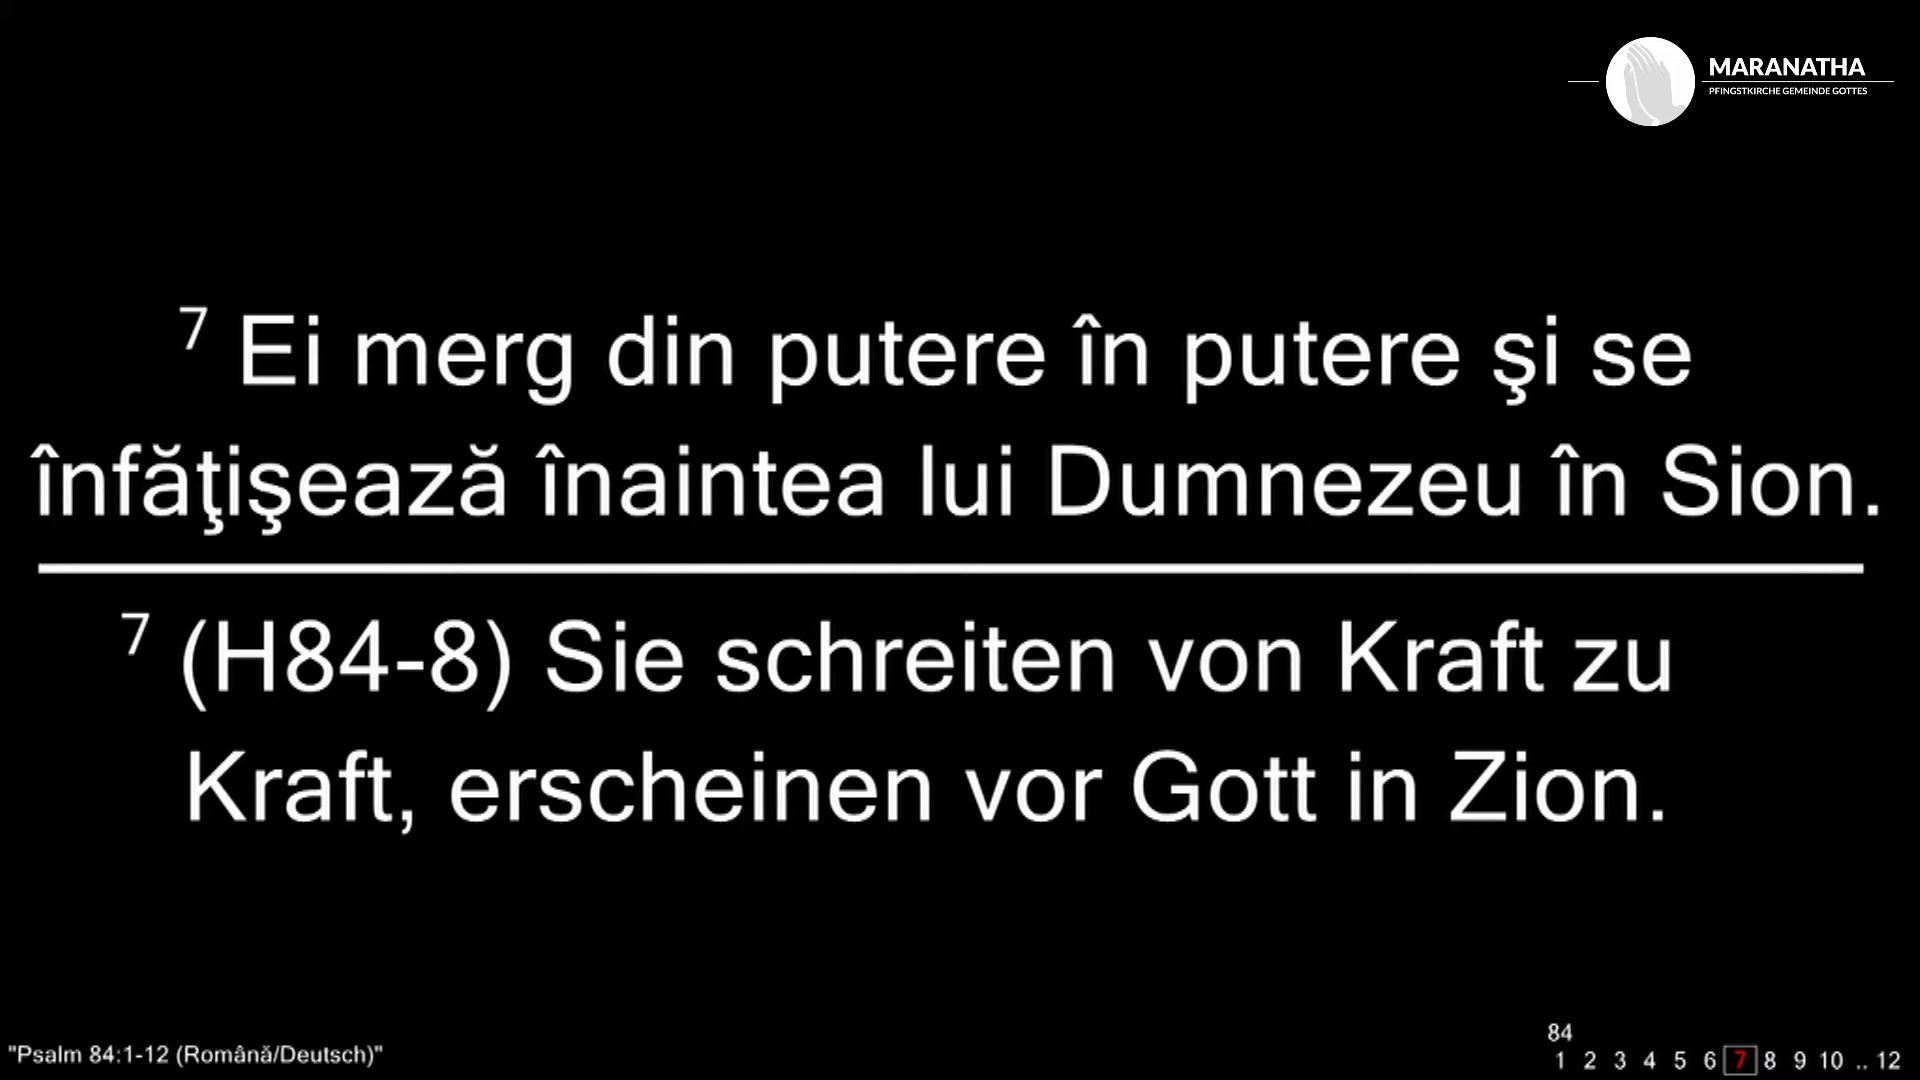 MARANATHA
PFINGSTKIRCHE GEMEINDE GOTTES
7 Ei merg din putere în putere şi se
înfăţişează înaintea lui Dumnezeu în Sion.
7 (H84-8) Sie schreiten von Kraft zu
Kraft, erscheinen vor Gott in Zion.
"Psalm 84:1-12 (Română/Deutsch)"
84
1 2 3 4 5 6 7 8 9 10 .. 12